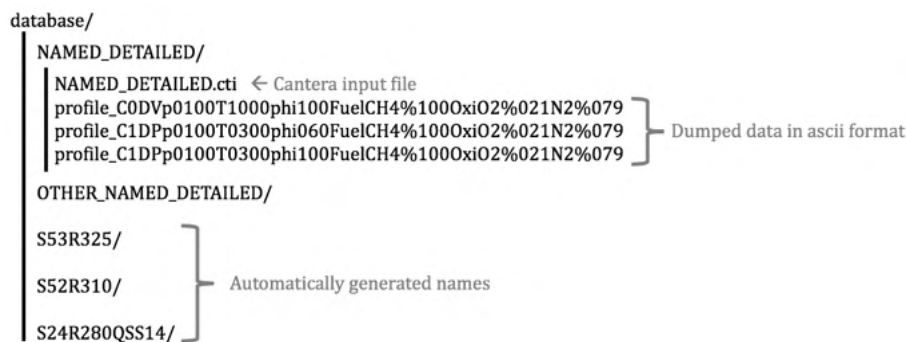 database/
NAMED_DETAILED/
NAMED_DETAILED.cti ← Cantera input file
profile_C0DVp0100T1000phi100FuelCH4%100OxiO2%021N2%079
profile_C1DPp0100T0300phi060FuelCH4%100OxiO2%021N2%079
profile_C1DPp0100T0300phi100FuelCH4%100OxiO2%021N2%079
Dumped data in ascii format
OTHER_NAMED_DETAILED/
S53R325/
S52R310/
Automatically generated names
S24R280QSS14/